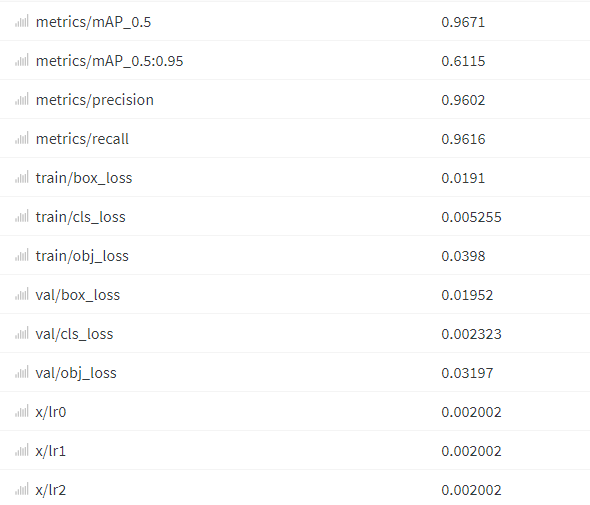 metrics/mAP_0.5 0.9671
metrics/mAP_0.5:0.95 0.6115
metrics/precision 0.9602
metrics/recall 0.9616
train/box_loss 0.0191
train/cls_loss 0.005255
train/obj_loss 0.0398
val/box_loss 0.01952
val/cls_loss 0.002323
val/obj_loss 0.03197
x/lr0 0.002002
x/lr1 0.002002
x/lr2 0.002002